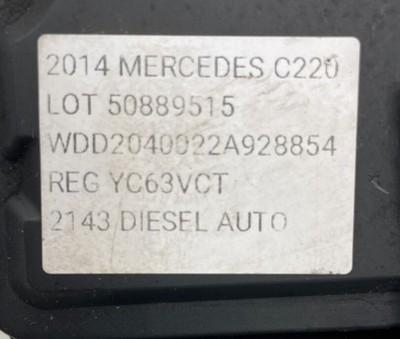 2014 MERCEDES C220
LOT 50889515
WDD2040022A928854
REG YC63VCT
2143 DIESEL AUTO